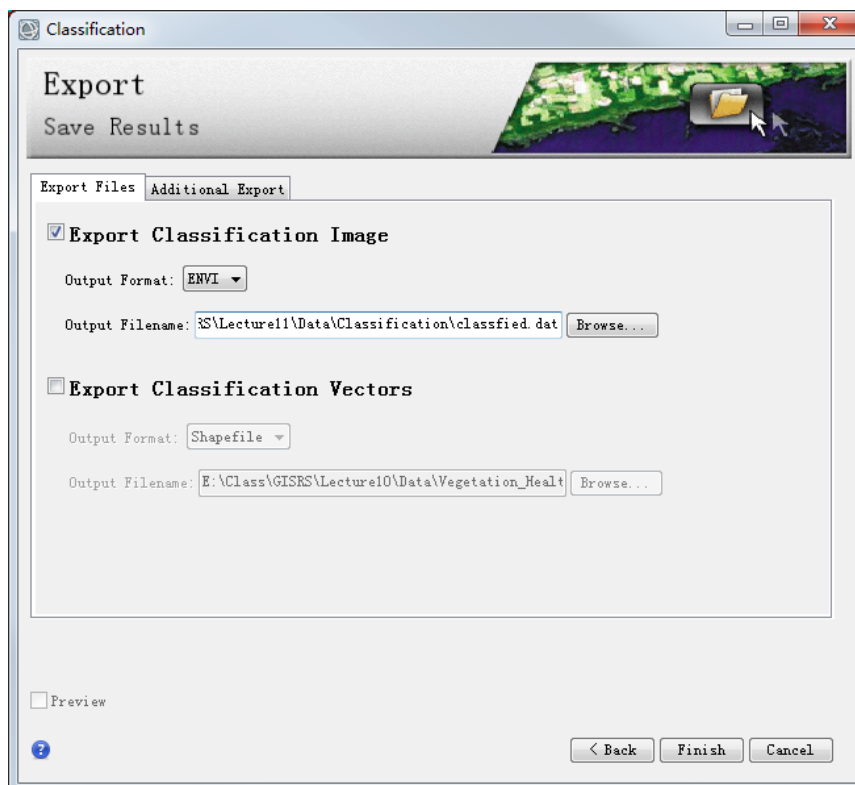 Classification
Export
Save Results
Export Files
Additional Export
Export Classification Image
Output Format: ENVI
Output Filename: RS\Lecture11\Data\Classification\classfied.dat Browse...
Export Classification Vectors
Output Format: Shapefile
Output Filename: E:\Class\GISRS\Lecture10\Data\Vegetation_Healt Browse...
Preview
?
< Back Finish Cancel